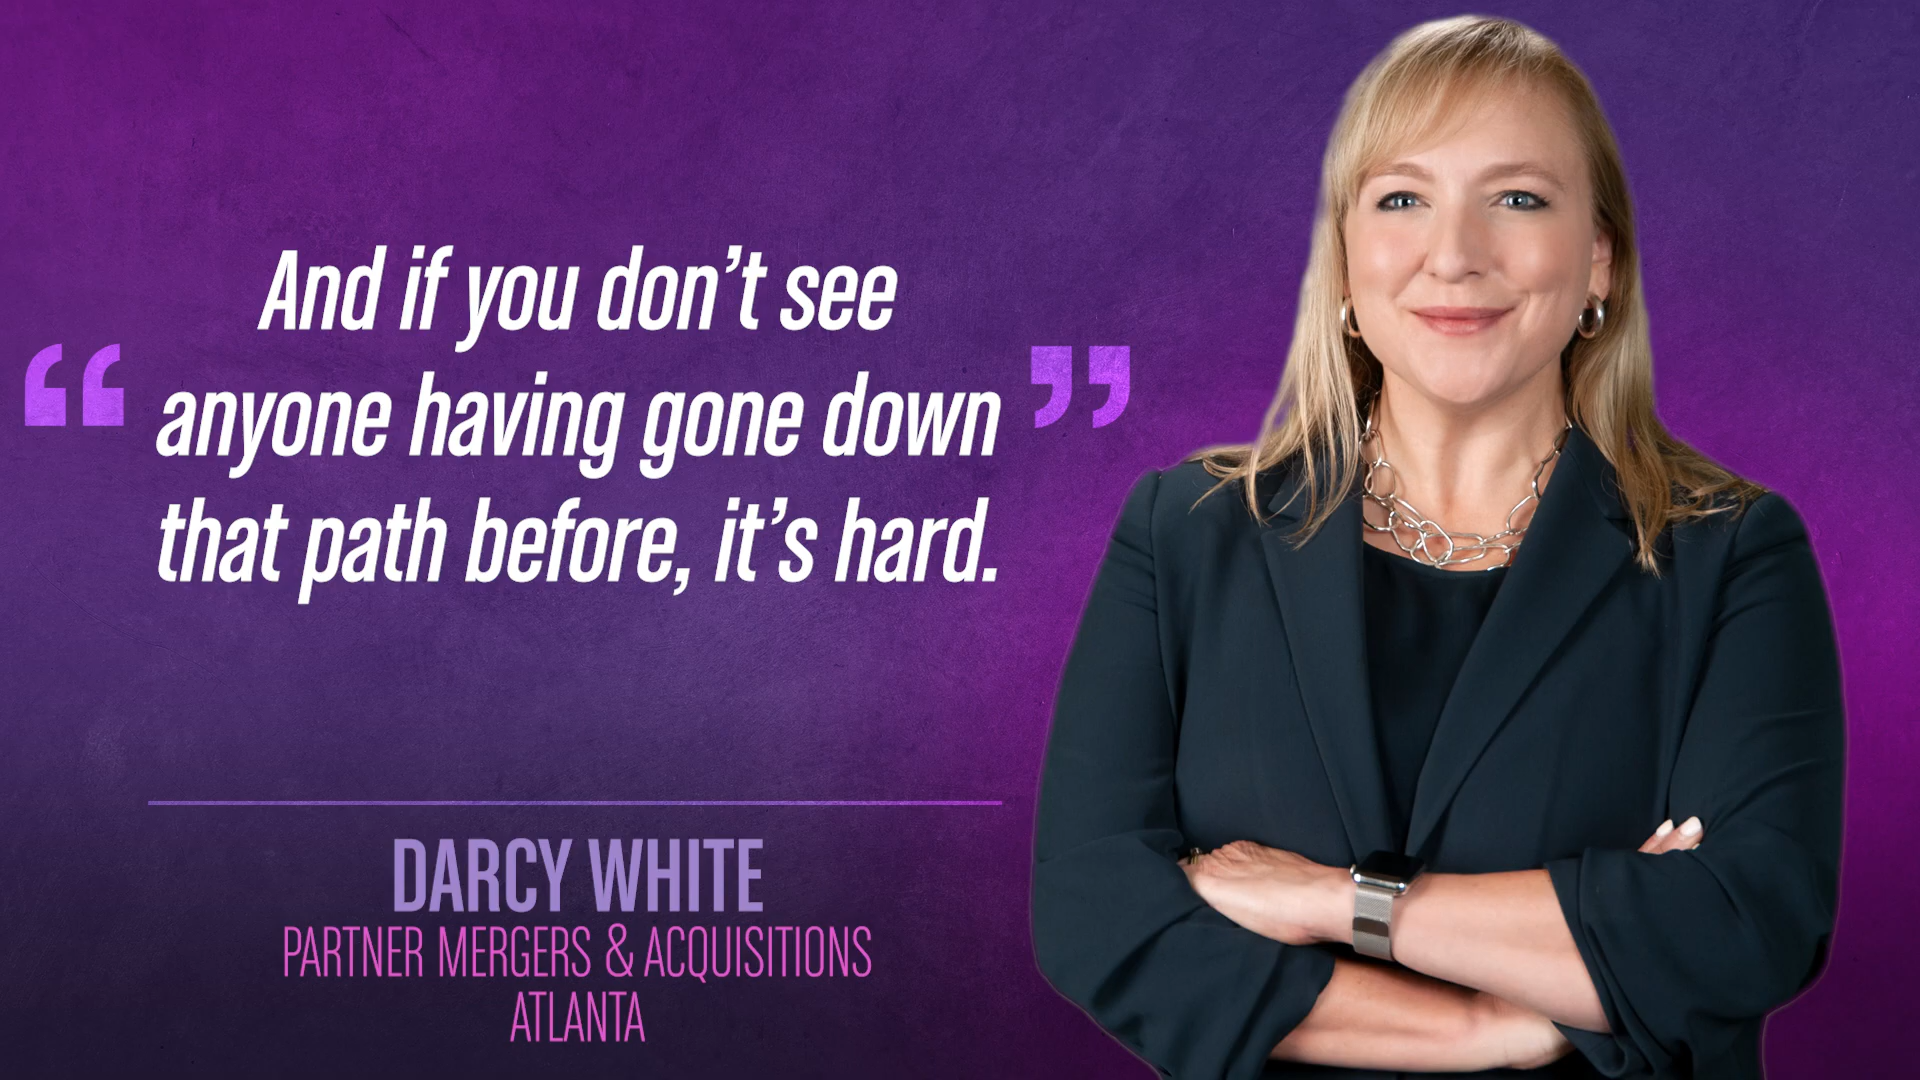 “And if you don’t see
anyone having gone down
that path before, it’s hard.”
DARCY WHITE
PARTNER MERGERS & ACQUISITIONS
ATLANTA